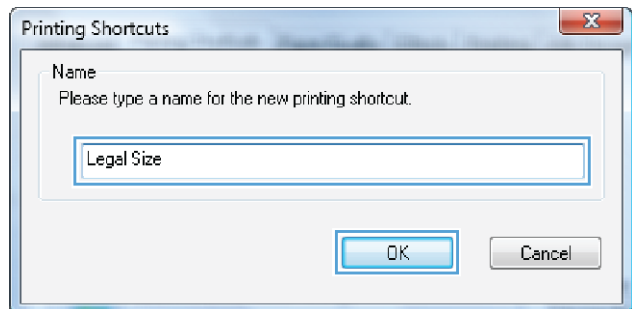 Printing Shortcuts
Name
Please type a name for the new printing shortcut.
Legal Size
OK
Cancel